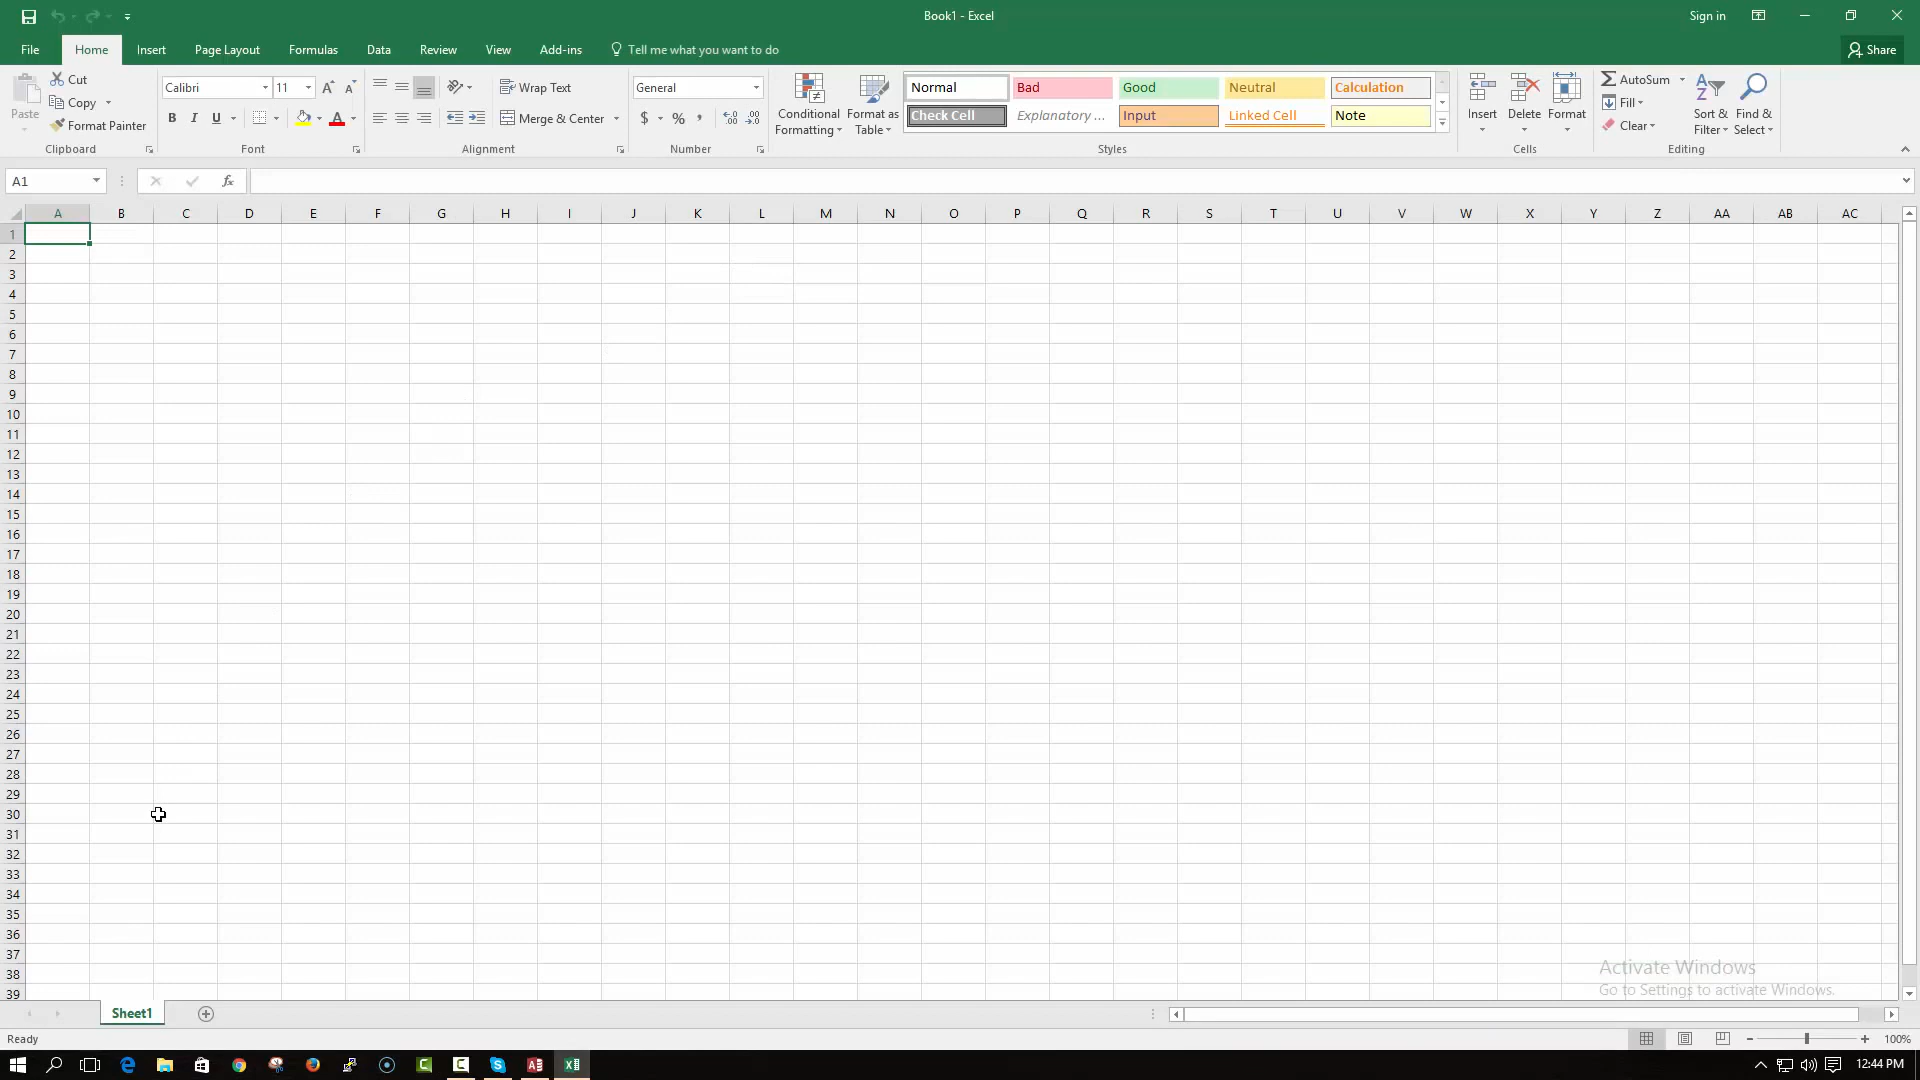 Book1 - Excel
Sign in
File Home Insert Page Layout Formulas Data Review View Add-ins Tell me what you want to do Share
Paste
Cut
Copy
Format Painter
Clipboard
Calibri 11
B I U
Font
Wrap Text
Merge & Center
Alignment
General
$ % ,
Number
Conditional Formatting
Format as Table
Normal Bad Good Neutral Calculation
Check Cell Explanatory ... Input Linked Cell Note
Styles
Insert Delete Format
Cells
AutoSum
Fill
Clear
Sort & Filter
Find & Select
Editing
A1 fx
A B C D E F G H I J K L M N O P Q R S T U V W X Y Z AA AB AC
1
2
3
4
5
6
7
8
9
10
11
12
13
14
15
16
17
18
19
20
21
22
23
24
25
26
27
28
29
30
31
32
33
34
35
36
37
38
39
Activate Windows
Go to Settings to activate Windows.
Sheet1
Ready
100%
12:44 PM